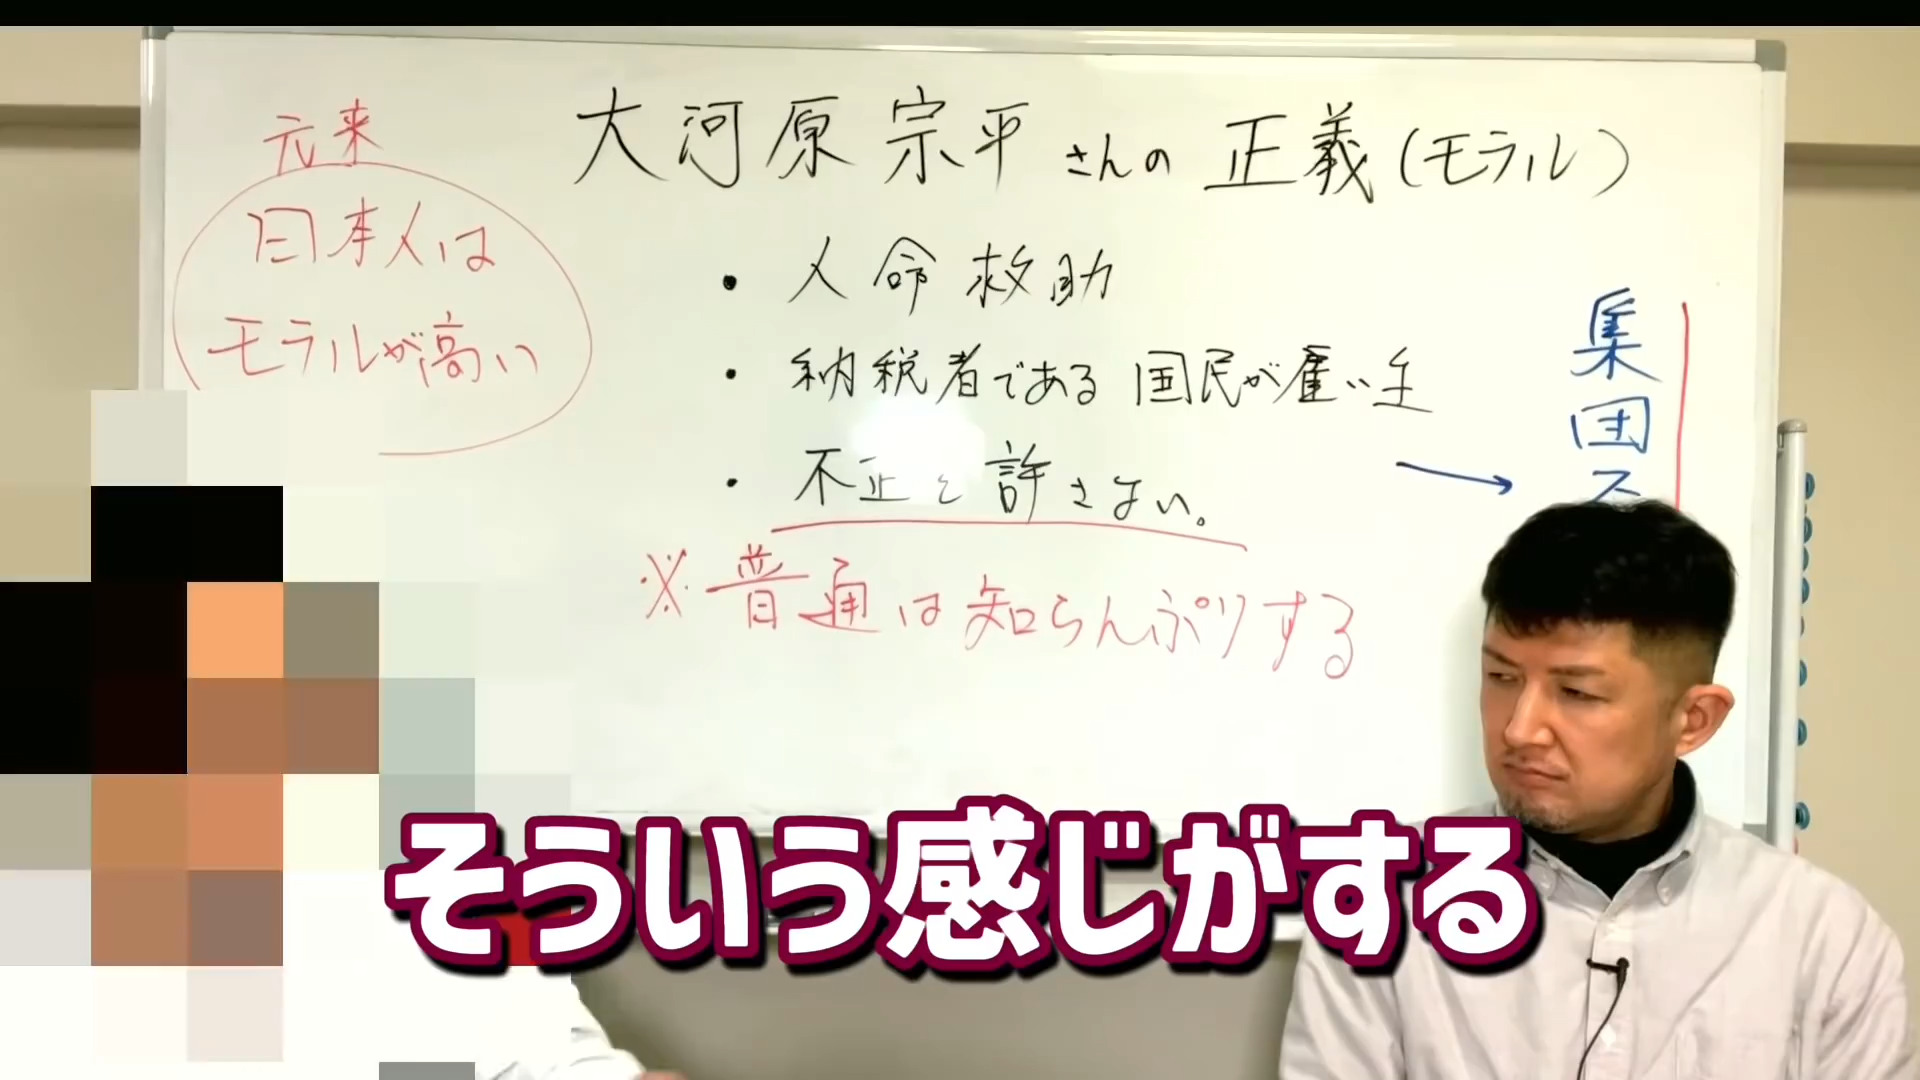 元来
日本人は
モラルが高い
大河原宗平さんの正義(モラル)
・人命救助
・納税者である国民が雇い主
・不正を許さない。
※普通は知らんぷりする
→
集団ス
そういう感じがする